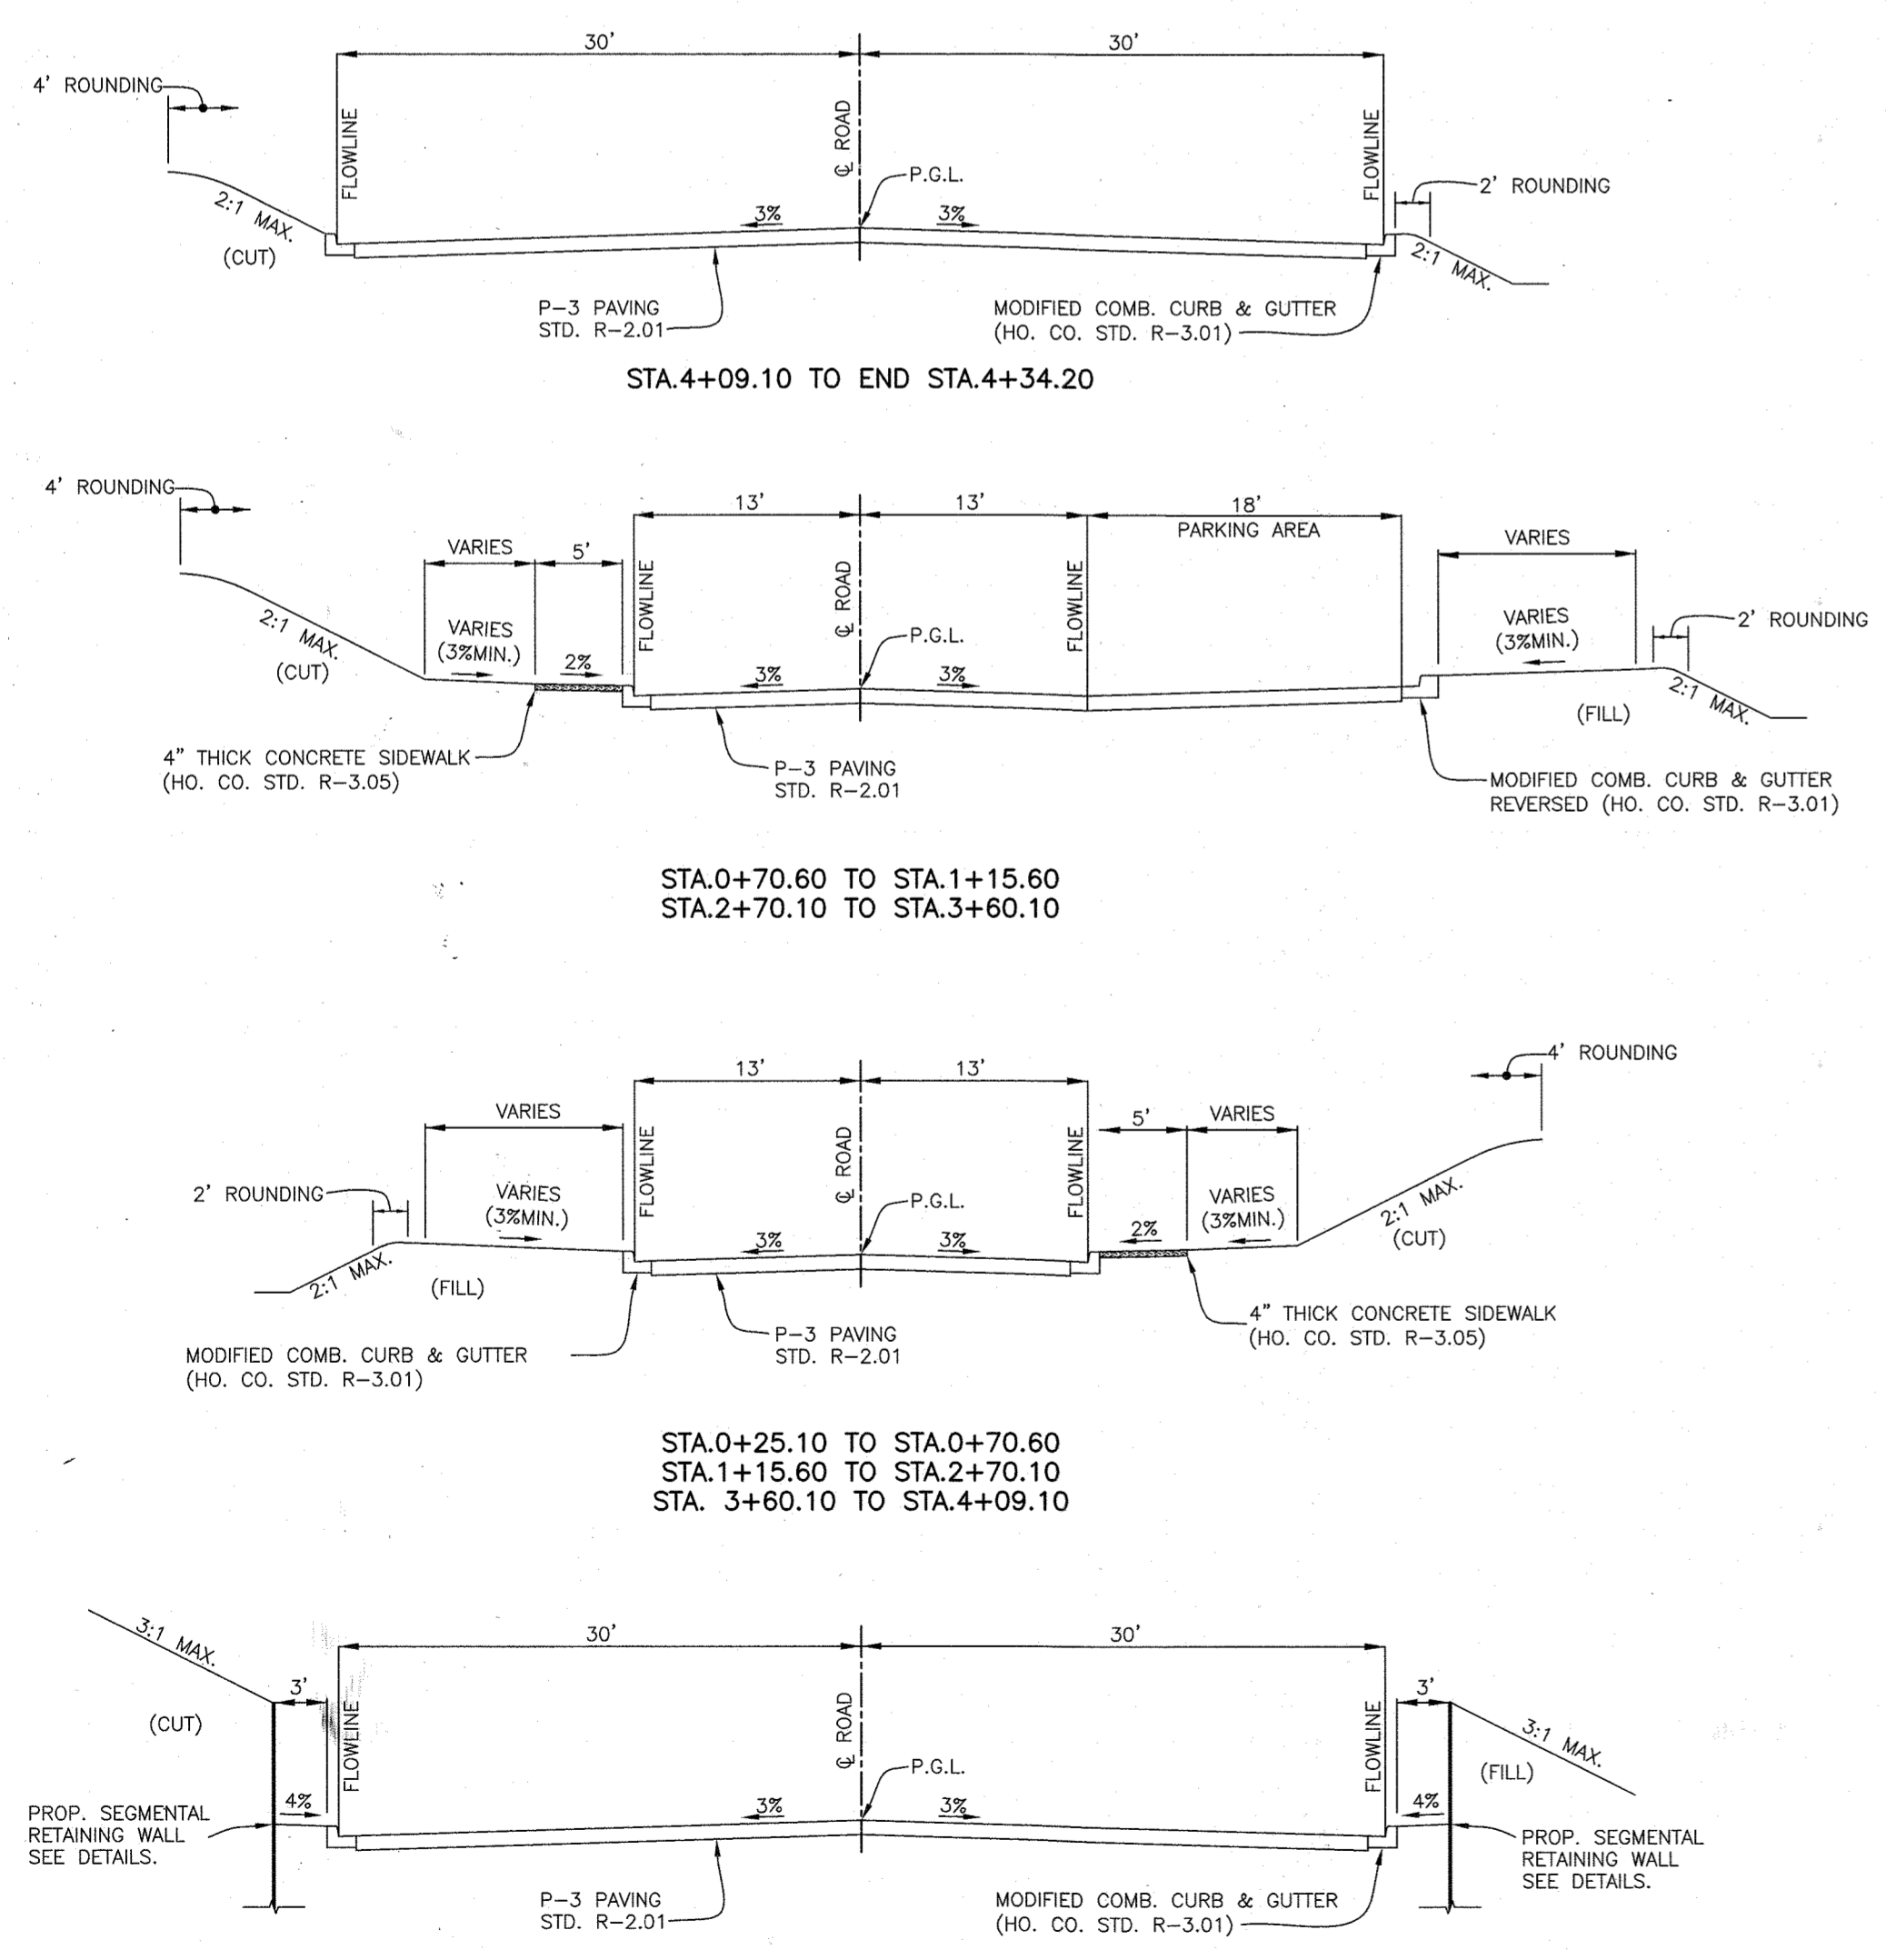 30'
30'
4' ROUNDING
FLOWLINE
℄ ROAD
FLOWLINE
P.G.L.
2' ROUNDING
2:1 MAX.
(CUT)
3%
3%
2:1 MAX.
P-3 PAVING
STD. R-2.01
MODIFIED COMB. CURB & GUTTER
(HO. CO. STD. R-3.01)
STA.4+09.10 TO END STA.4+34.20
4' ROUNDING
13'
13'
18'
PARKING AREA
VARIES
5'
VARIES
FLOWLINE
℄ ROAD
FLOWLINE
2:1 MAX.
(CUT)
VARIES
(3%MIN.)
2%
P.G.L.
VARIES
(3%MIN.)
2' ROUNDING
3%
3%
2:1 MAX.
(FILL)
4" THICK CONCRETE SIDEWALK
(HO. CO. STD. R-3.05)
P-3 PAVING
STD. R-2.01
MODIFIED COMB. CURB & GUTTER
REVERSED (HO. CO. STD. R-3.01)
STA.0+70.60 TO STA.1+15.60
STA.2+70.10 TO STA.3+60.10
4' ROUNDING
13'
13'
VARIES
5'
VARIES
FLOWLINE
℄ ROAD
FLOWLINE
2' ROUNDING
VARIES
(3%MIN.)
P.G.L.
VARIES
(3%MIN.)
2:1 MAX.
(CUT)
3%
3%
2%
2:1 MAX.
(FILL)
MODIFIED COMB. CURB & GUTTER
(HO. CO. STD. R-3.01)
P-3 PAVING
STD. R-2.01
4" THICK CONCRETE SIDEWALK
(HO. CO. STD. R-3.05)
STA.0+25.10 TO STA.0+70.60
STA.1+15.60 TO STA.2+70.10
STA. 3+60.10 TO STA.4+09.10
3:1 MAX.
30'
30'
3'
3'
(CUT)
FLOWLINE
℄ ROAD
FLOWLINE
3:1 MAX.
(FILL)
P.G.L.
4%
3%
3%
4%
PROP. SEGMENTAL
RETAINING WALL
SEE DETAILS.
PROP. SEGMENTAL
RETAINING WALL
SEE DETAILS.
P-3 PAVING
STD. R-2.01
MODIFIED COMB. CURB & GUTTER
(HO. CO. STD. R-3.01)